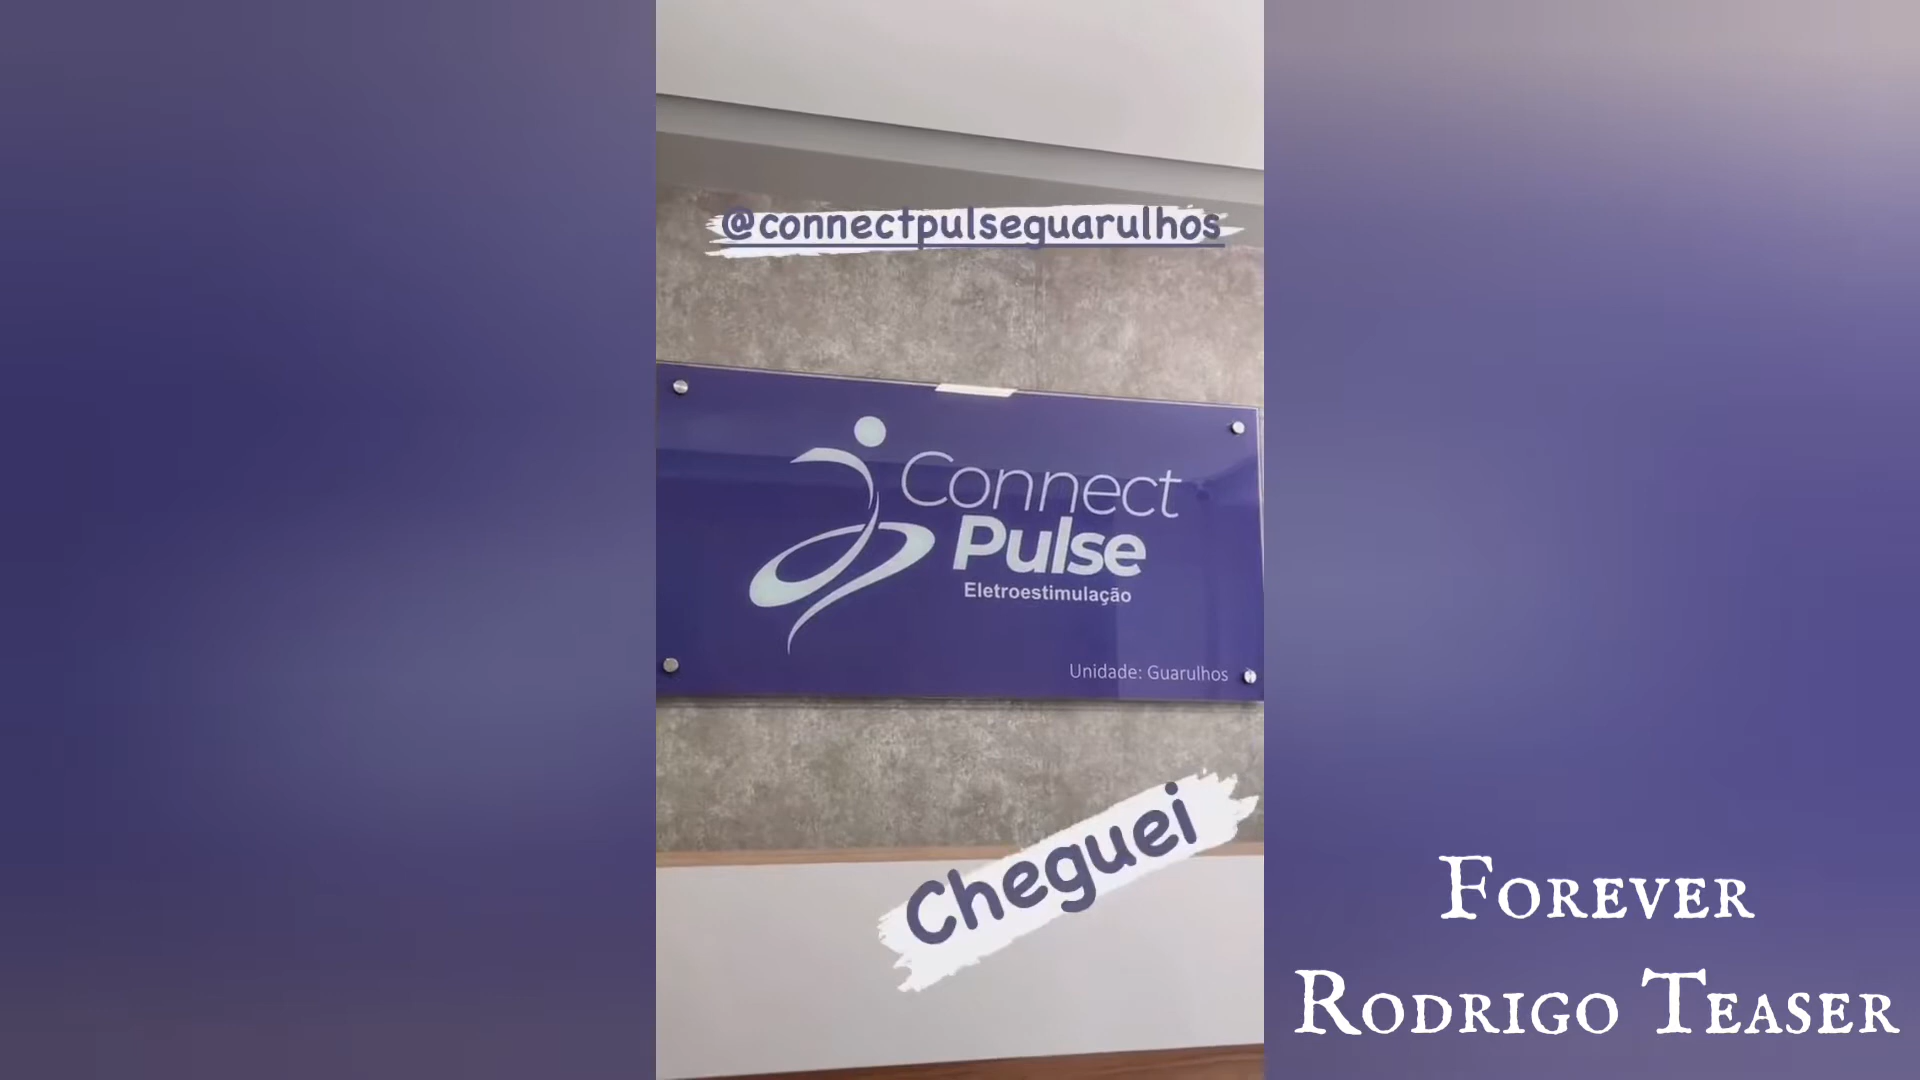 @connectpulseguarulhos
Connect
Pulse
Eletroestimulação
Unidade: Guarulhos
Cheguei
Forever
Rodrigo Teaser